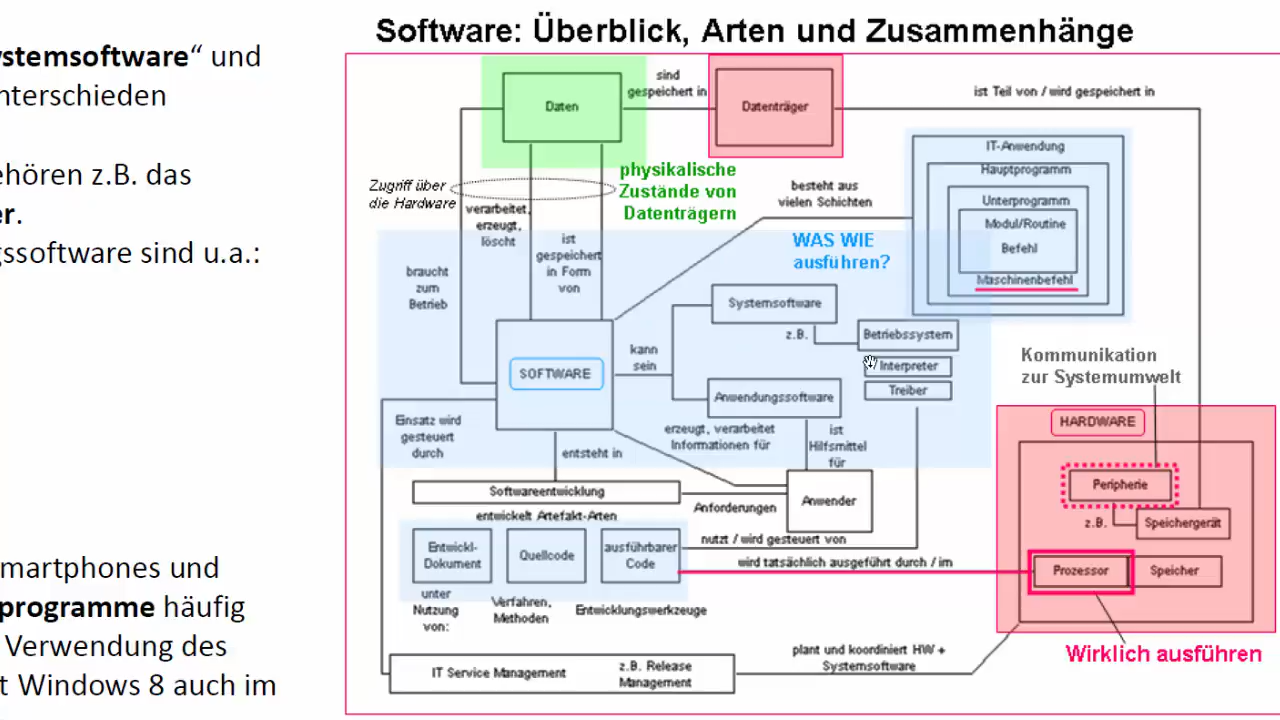 Software: Überblick, Arten und Zusammenhänge
ystemsoftware“ und
nterschieden
ehören z.B. das
er.
gssoftware sind u.a.:
martphones und
programme häufig
Verwendung des
t Windows 8 auch im
Daten
sind
gespeichert in
Datenträger
ist Teil von / wird gespeichert in
physikalische
Zustände von
Datenträgern
Zugriff über
die Hardware
verarbeitet,
erzeugt,
löscht
ist
gespeichert
in Form
von
braucht
zum
Betrieb
besteht aus
vielen Schichten
IT-Anwendung
Hauptprogramm
Unterprogramm
Modul/Routine
Befehl
Maschinenbefehl
WAS WIE
ausführen?
SOFTWARE
kann
sein
Systemsoftware
z.B.
Betriebssystem
Interpreter
Treiber
Anwendungssoftware
Kommunikation
zur Systemumwelt
Einsatz wird
gesteuert
durch
entsteht in
erzeugt, verarbeitet
Informationen für
ist
Hilfsmittel
für
HARDWARE
Peripherie
z.B.
Speichergerät
Prozessor
Speicher
Softwareentwicklung
Anforderungen
Anwender
entwickelt Artefakt-Arten
Entwickl-
Dokument
Quellcode
ausführbarer
Code
nutzt / wird gesteuert von
wird tatsächlich ausgeführt durch / im
unter
Nutzung
von:
Verfahren,
Methoden
Entwicklungswerkzeuge
Wirklich ausführen
IT Service Management
z.B. Release
Management
plant und koordiniert HW +
Systemsoftware